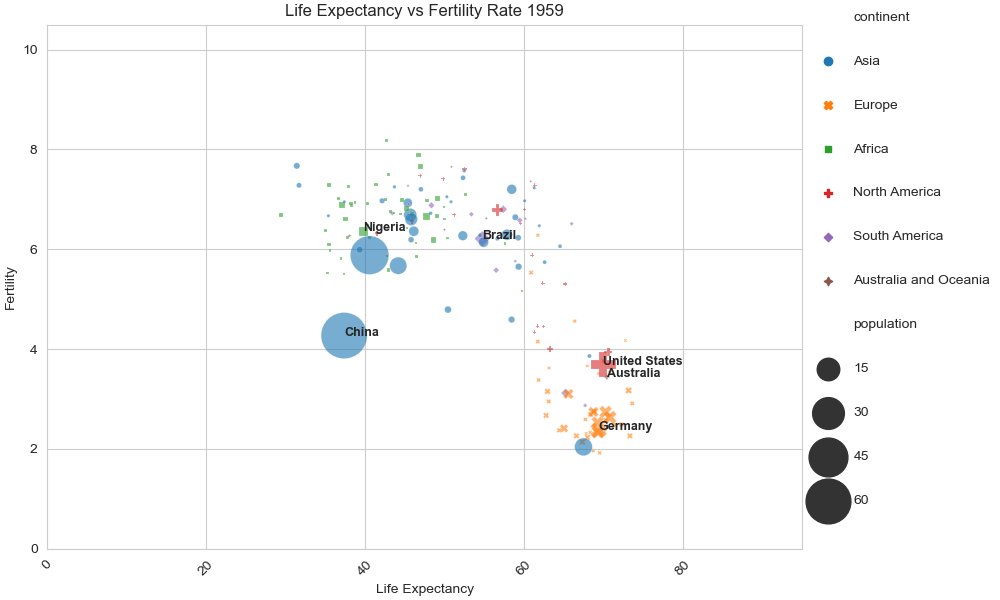 Life Expectancy vs Fertility Rate 1959
continent
10
Asia
Europe
8
Africa
North America
Nigeria
Brazil
6
South America
Fertility
Australia and Oceania
population
4
China
United States
Australia
15
30
Germany
2
45
60
0
0
20
40
60
80
Life Expectancy